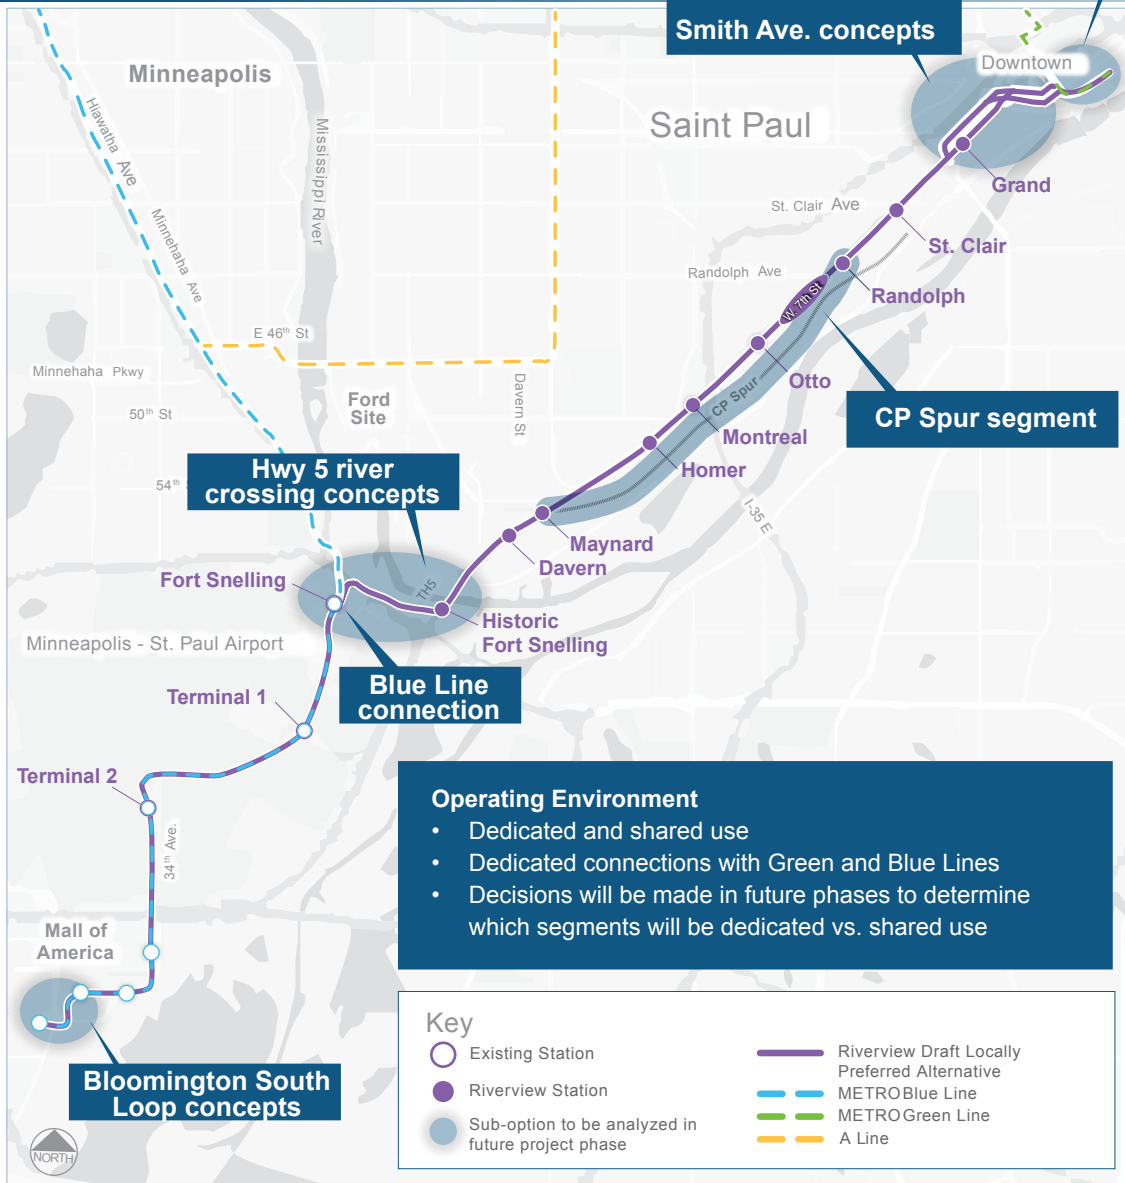 Smith Ave. concepts
Downtown
Minneapolis
Saint Paul
Hiawatha Ave
Mississippi River
Grand
St. Clair Ave
Minnehaha Ave
St. Clair
Randolph Ave
Randolph
W. 7th St
E 46th St
Minnehaha Pkwy
Otto
Davern St
CP Spur
Ford
Site
50th St
CP Spur segment
Montreal
Homer
Hwy 5 river
crossing concepts
54th
I-35 E
Maynard
Davern
Fort Snelling
TH5
Historic
Fort Snelling
Minneapolis - St. Paul Airport
Blue Line
connection
Terminal 1
Terminal 2
34th Ave.
Operating Environment
• Dedicated and shared use
• Dedicated connections with Green and Blue Lines
• Decisions will be made in future phases to determine
which segments will be dedicated vs. shared use
Mall of
America
Bloomington South
Loop concepts
NORTH
Key
Existing Station
Riverview Station
Sub-option to be analyzed in
future project phase
Riverview Draft Locally
Preferred Alternative
METRO Blue Line
METRO Green Line
A Line